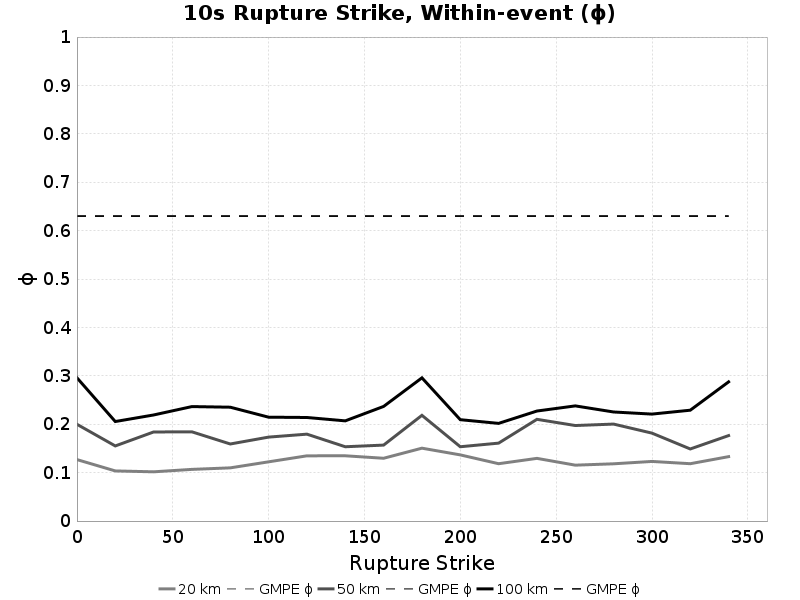 10s Rupture Strike, Within-event (ϕ)
1
0.9
0.8
0.7
0.6
0.5
0.4
0.3
0.2
0.1
0
ϕ
0 50 100 150 200 250 300 350
Rupture Strike
20 km GMPE ϕ 50 km GMPE ϕ 100 km GMPE ϕ